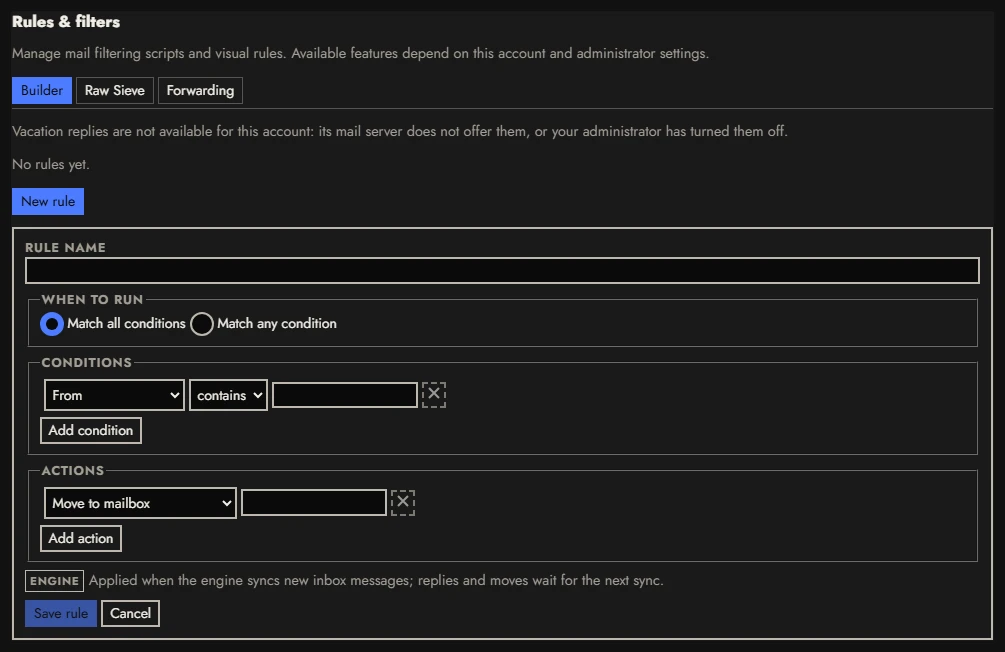 Rules & filters
Manage mail filtering scripts and visual rules. Available features depend on this account and administrator settings.
Builder Raw Sieve Forwarding
Vacation replies are not available for this account: its mail server does not offer them, or your administrator has turned them off.
No rules yet.
New rule
RULE NAME
WHEN TO RUN
Match all conditions Match any condition
CONDITIONS
From contains
Add condition
ACTIONS
Move to mailbox
Add action
ENGINE Applied when the engine syncs new inbox messages; replies and moves wait for the next sync.
Save rule Cancel